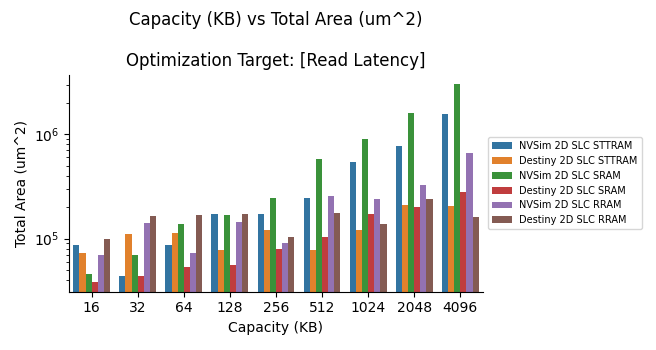 Capacity (KB) vs Total Area (um^2)
Optimization Target: [Read Latency]
Total Area (um^2)
10^6
10^5
16 32 64 128 256 512 1024 2048 4096
Capacity (KB)
NVSim 2D SLC STTRAM
Destiny 2D SLC STTRAM
NVSim 2D SLC SRAM
Destiny 2D SLC SRAM
NVSim 2D SLC RRAM
Destiny 2D SLC RRAM